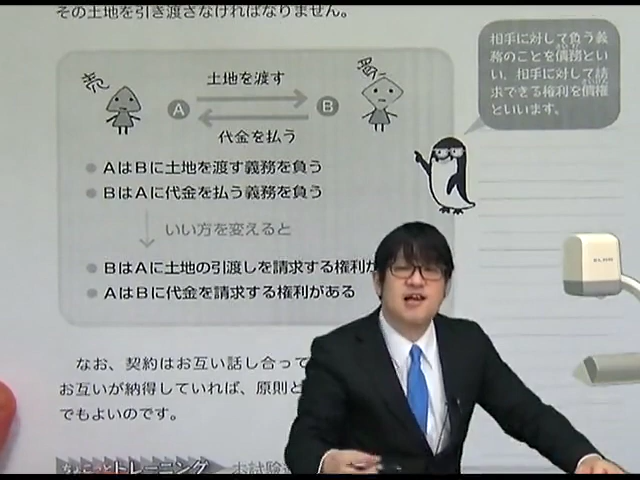 その土地を引き渡さなければなりません。
相手に対して負う義
務のことを債務とい
い、相手に対して請
求できる権利を債権
といいます。
売
買
土地を渡す
A
B
代金を払う
●AはBに土地を渡す義務を負う
●BはAに代金を払う義務を負う
いい方を変えると
●BはAに土地の引渡しを請求する権利が
●AはBに代金を請求する権利がある
なお、契約はお互い話し合って
お互いが納得していれば、原則と
でもよいのです。
ちょこっとトレーニング 本試験
ELMO